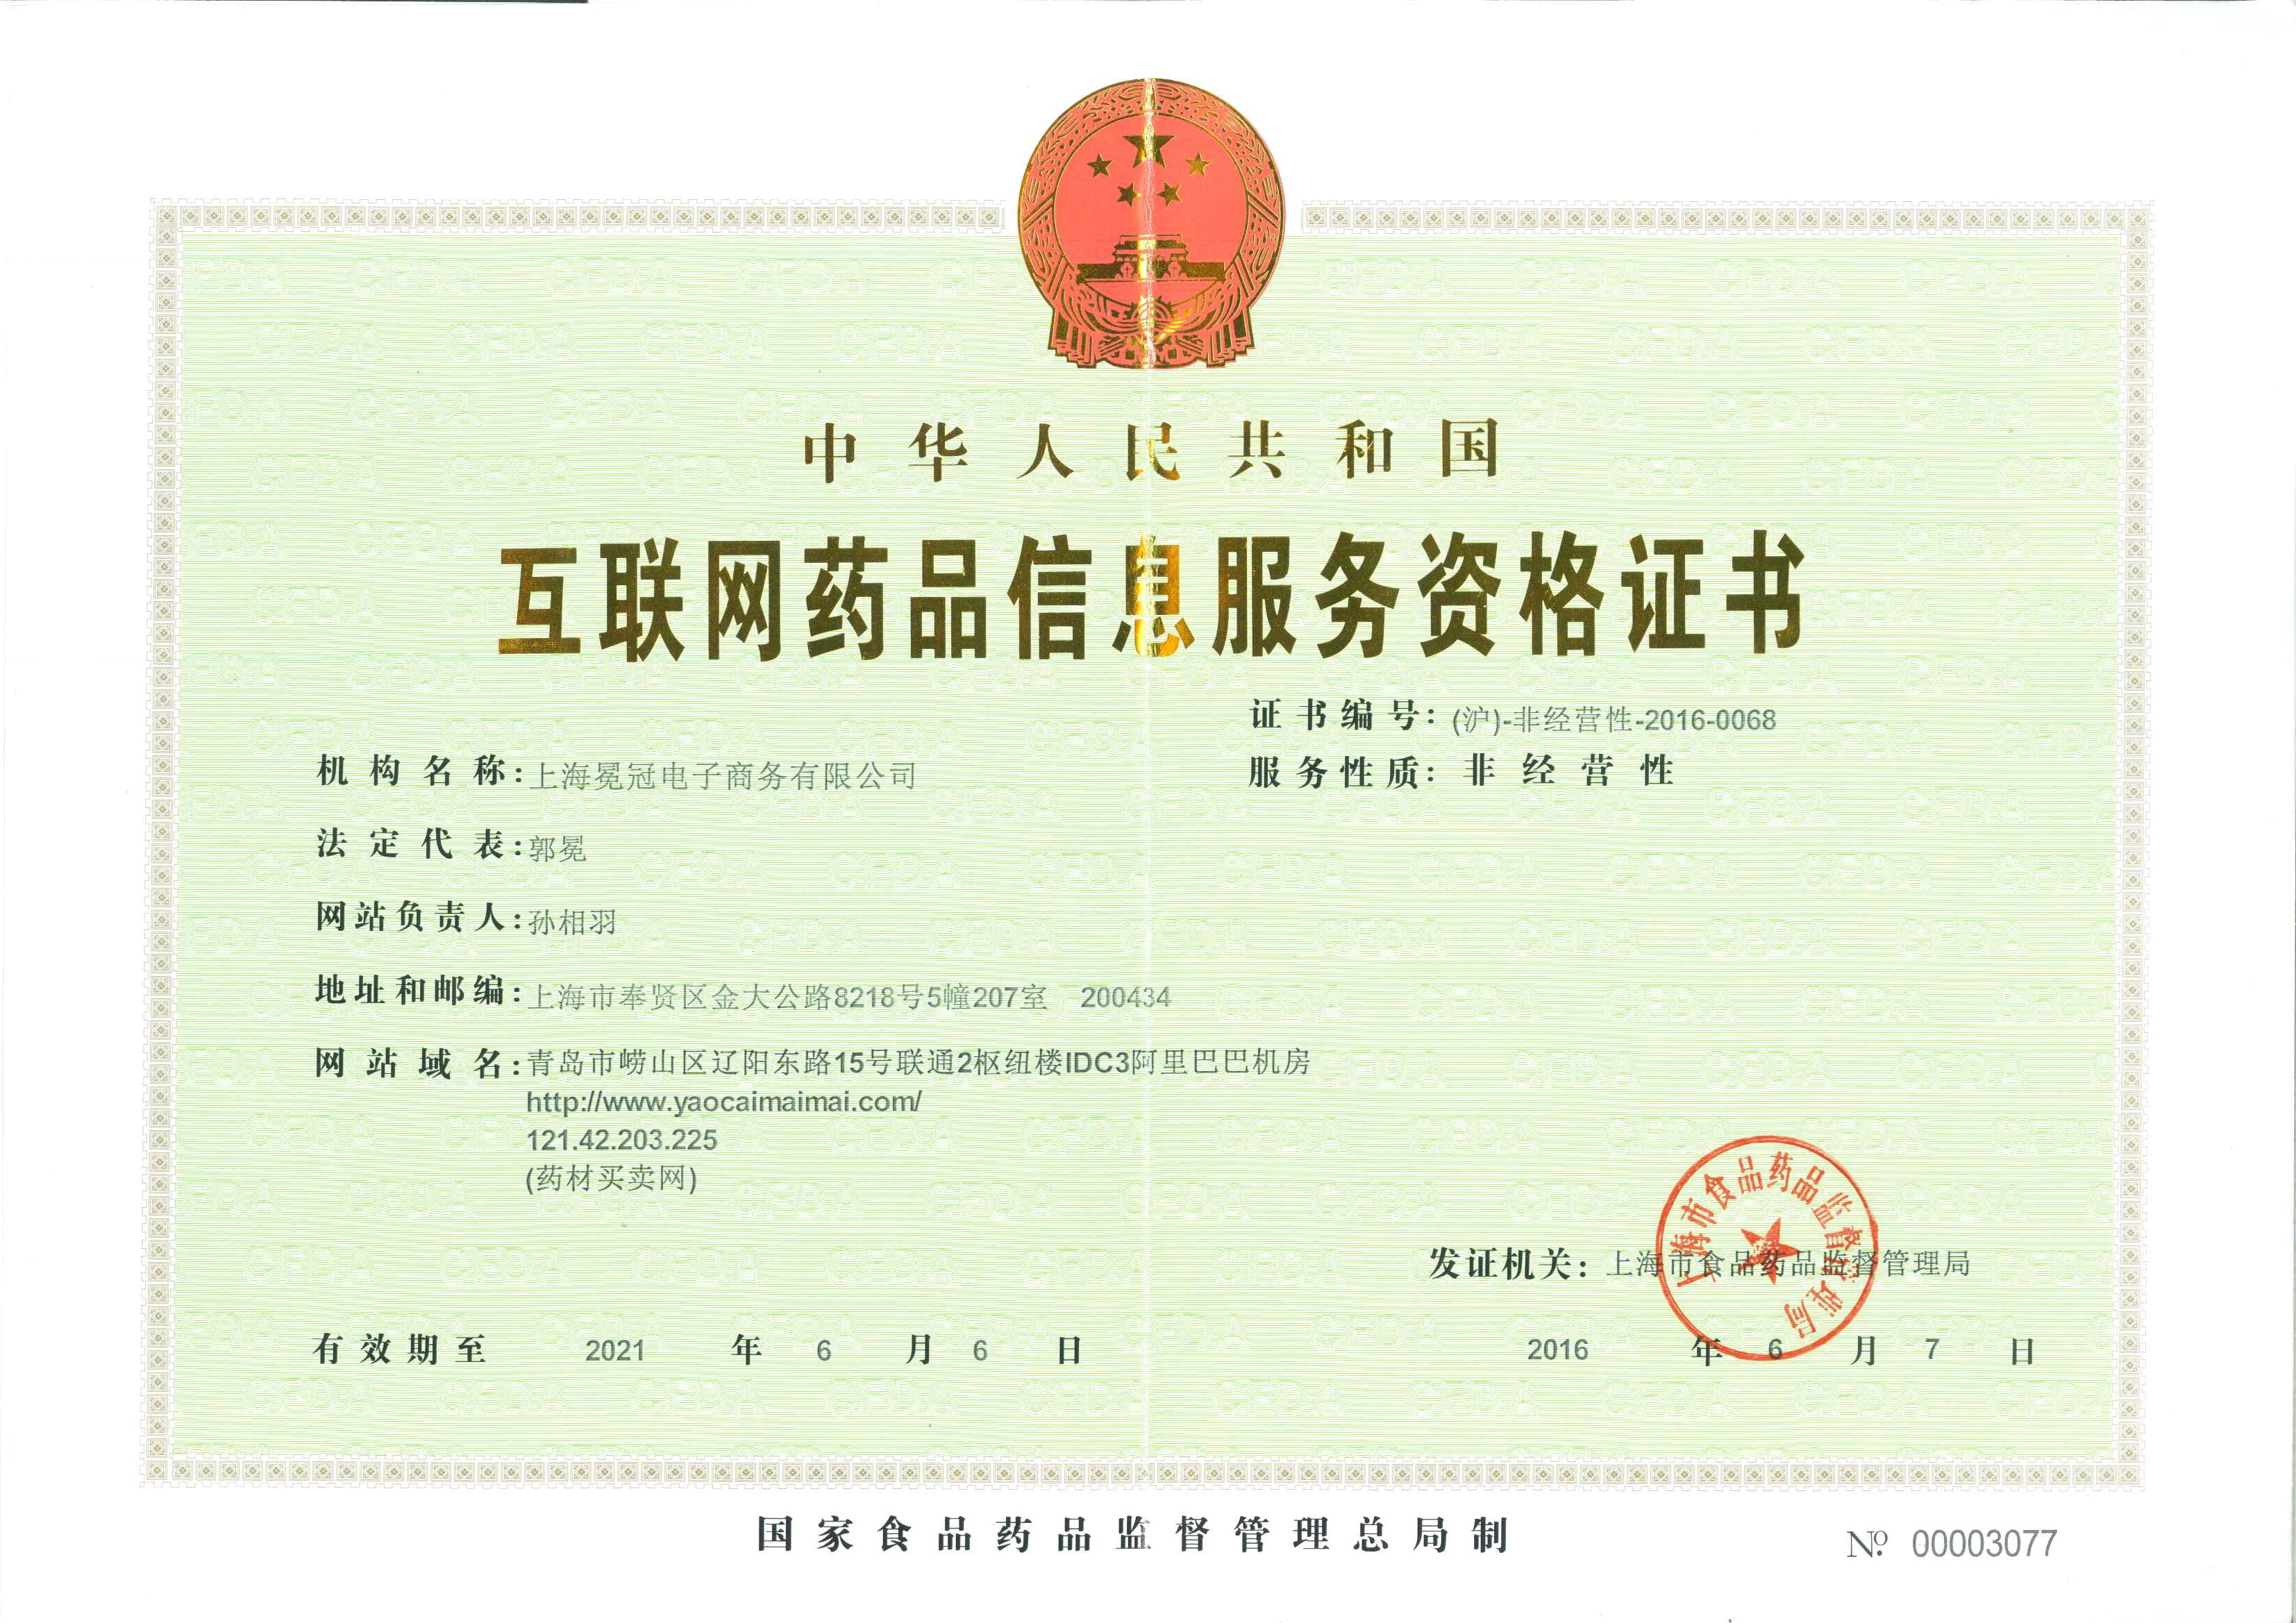 中华人民共和国
互联网药品信息服务资格证书
证书编号：(沪)-非经营性-2016-0068
机构名称：上海冕冠电子商务有限公司
服务性质：非经营性
法定代表：郭冕
网站负责人：孙相羽
地址和邮编：上海市奉贤区金大公路8218号5幢207室 200434
网站域名：青岛市崂山区辽阳东路15号联通2枢纽楼IDC3阿里巴巴机房
http://www.yaocaimaimai.com/
121.42.203.225
(药材买卖网)
上海市食品药品监督管理局
发证机关：上海市食品药品监督管理局
有效期至 2021 年 6 月 6 日
2016 年 6 月 7 日
国家食品药品监督管理总局制
№ 00003077